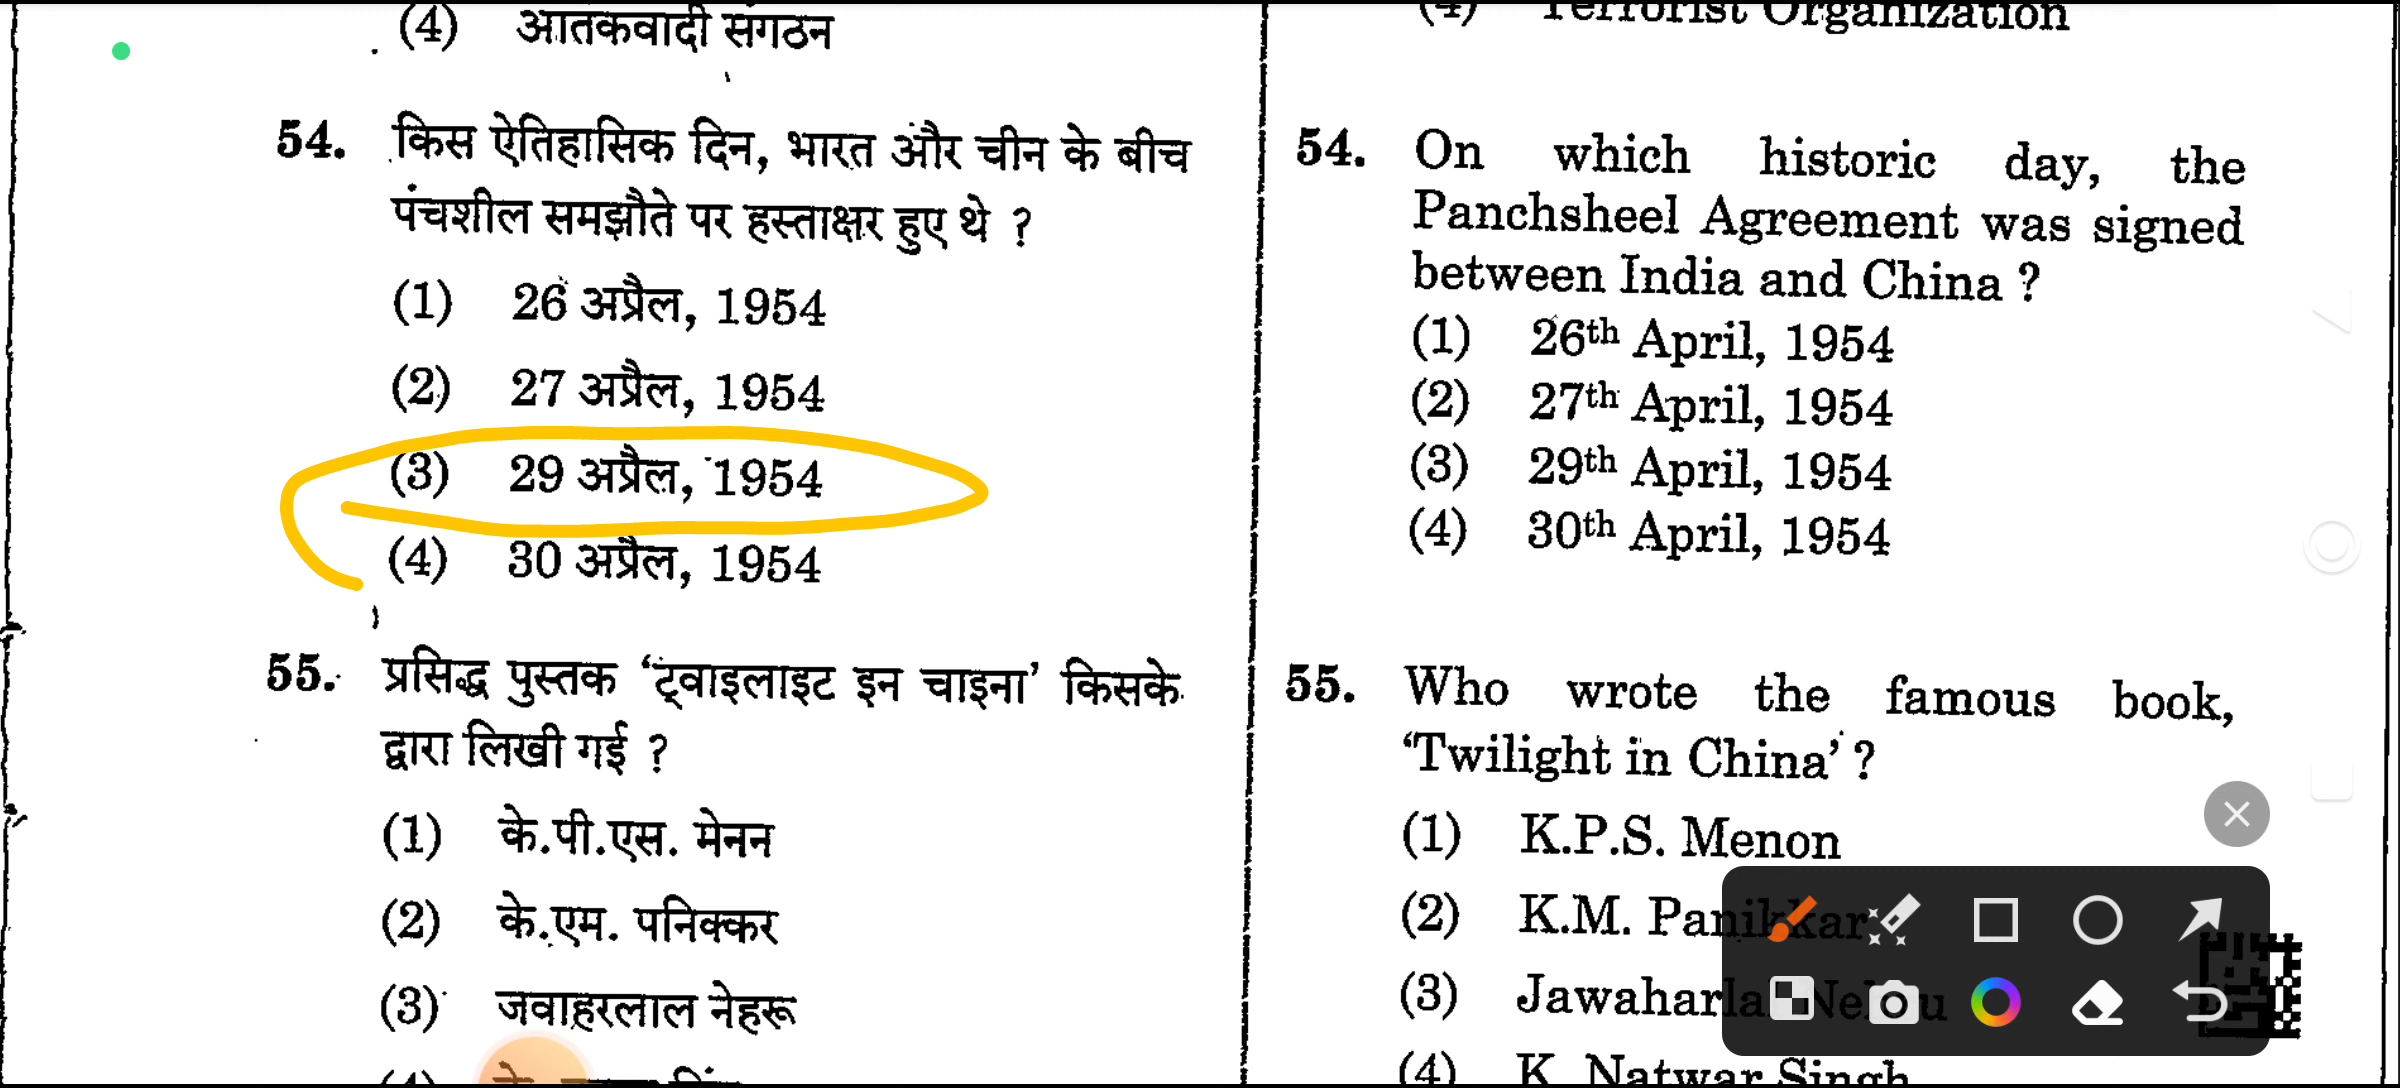 (4) आतंकवादी संगठन
54. किस ऐतिहासिक दिन, भारत और चीन के बीच
पंचशील समझौते पर हस्ताक्षर हुए थे ?
(1) 26 अप्रैल, 1954
(2) 27 अप्रैल, 1954
(3) 29 अप्रैल, 1954
(4) 30 अप्रैल, 1954
55. प्रसिद्ध पुस्तक ‘ट्वाइलाइट इन चाइना’ किसके
द्वारा लिखी गई ?
(1) के.पी.एस. मेनन
(2) के.एम. पनिक्कर
(3) जवाहरलाल नेहरू
(4) Terrorist Organization
54. On which historic day, the
Panchsheel Agreement was signed
between India and China ?
(1) 26th April, 1954
(2) 27th April, 1954
(3) 29th April, 1954
(4) 30th April, 1954
55. Who wrote the famous book,
‘Twilight in China’ ?
(1) K.P.S. Menon
(2) K.M. Panikkar
(3) Jawaharlal Nehru
(4) K. Natwar Singh